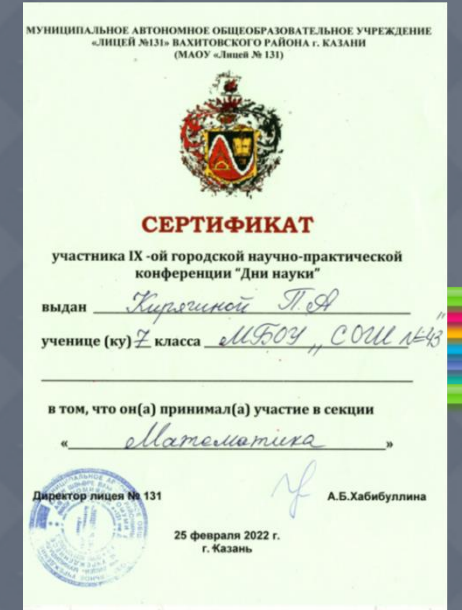 МУНИЦИПАЛЬНОЕ АВТОНОМНОЕ ОБЩЕОБРАЗОВАТЕЛЬНОЕ УЧРЕЖДЕНИЕ
«ЛИЦЕЙ №131» ВАХИТОВСКОГО РАЙОНА г. КАЗАНИ
(МАОУ «Лицей № 131)
СЕРТИФИКАТ
участника IX -ой городской научно-практической
конференции "Дни науки"
выдан Кирягиной П.А
ученице (ку) 7 класса МБОУ „ СОШ №43"
в том, что он(а) принимал(а) участие в секции
« Математика »
Директор лицея № 131 А.Б.Хабибуллина
25 февраля 2022 г.
г. Казань